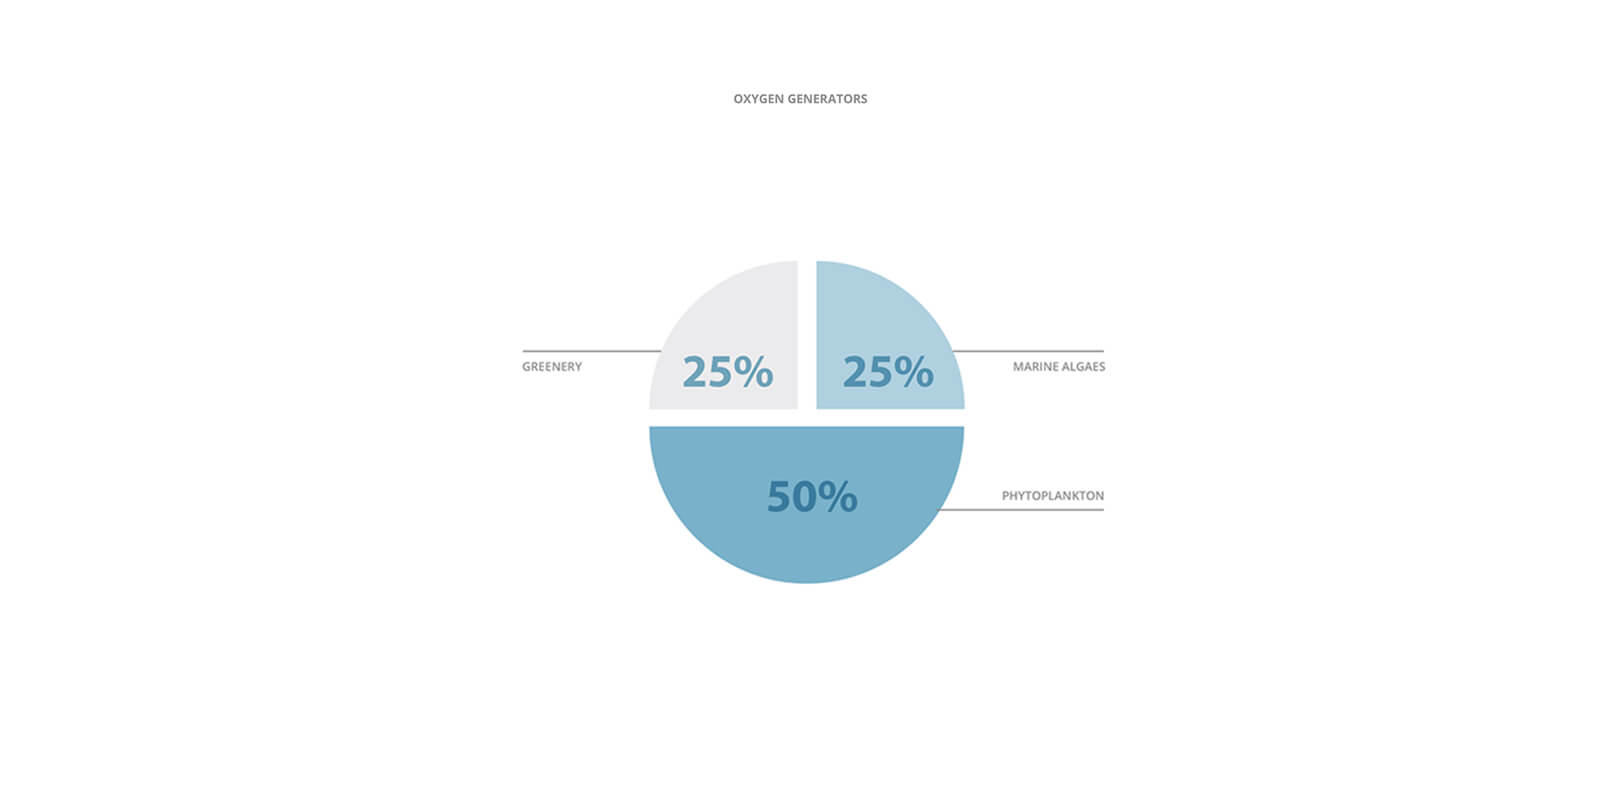 OXYGEN GENERATORS
25%
25%
GREENERY
MARINE ALGAES
50%
PHYTOPLANKTON